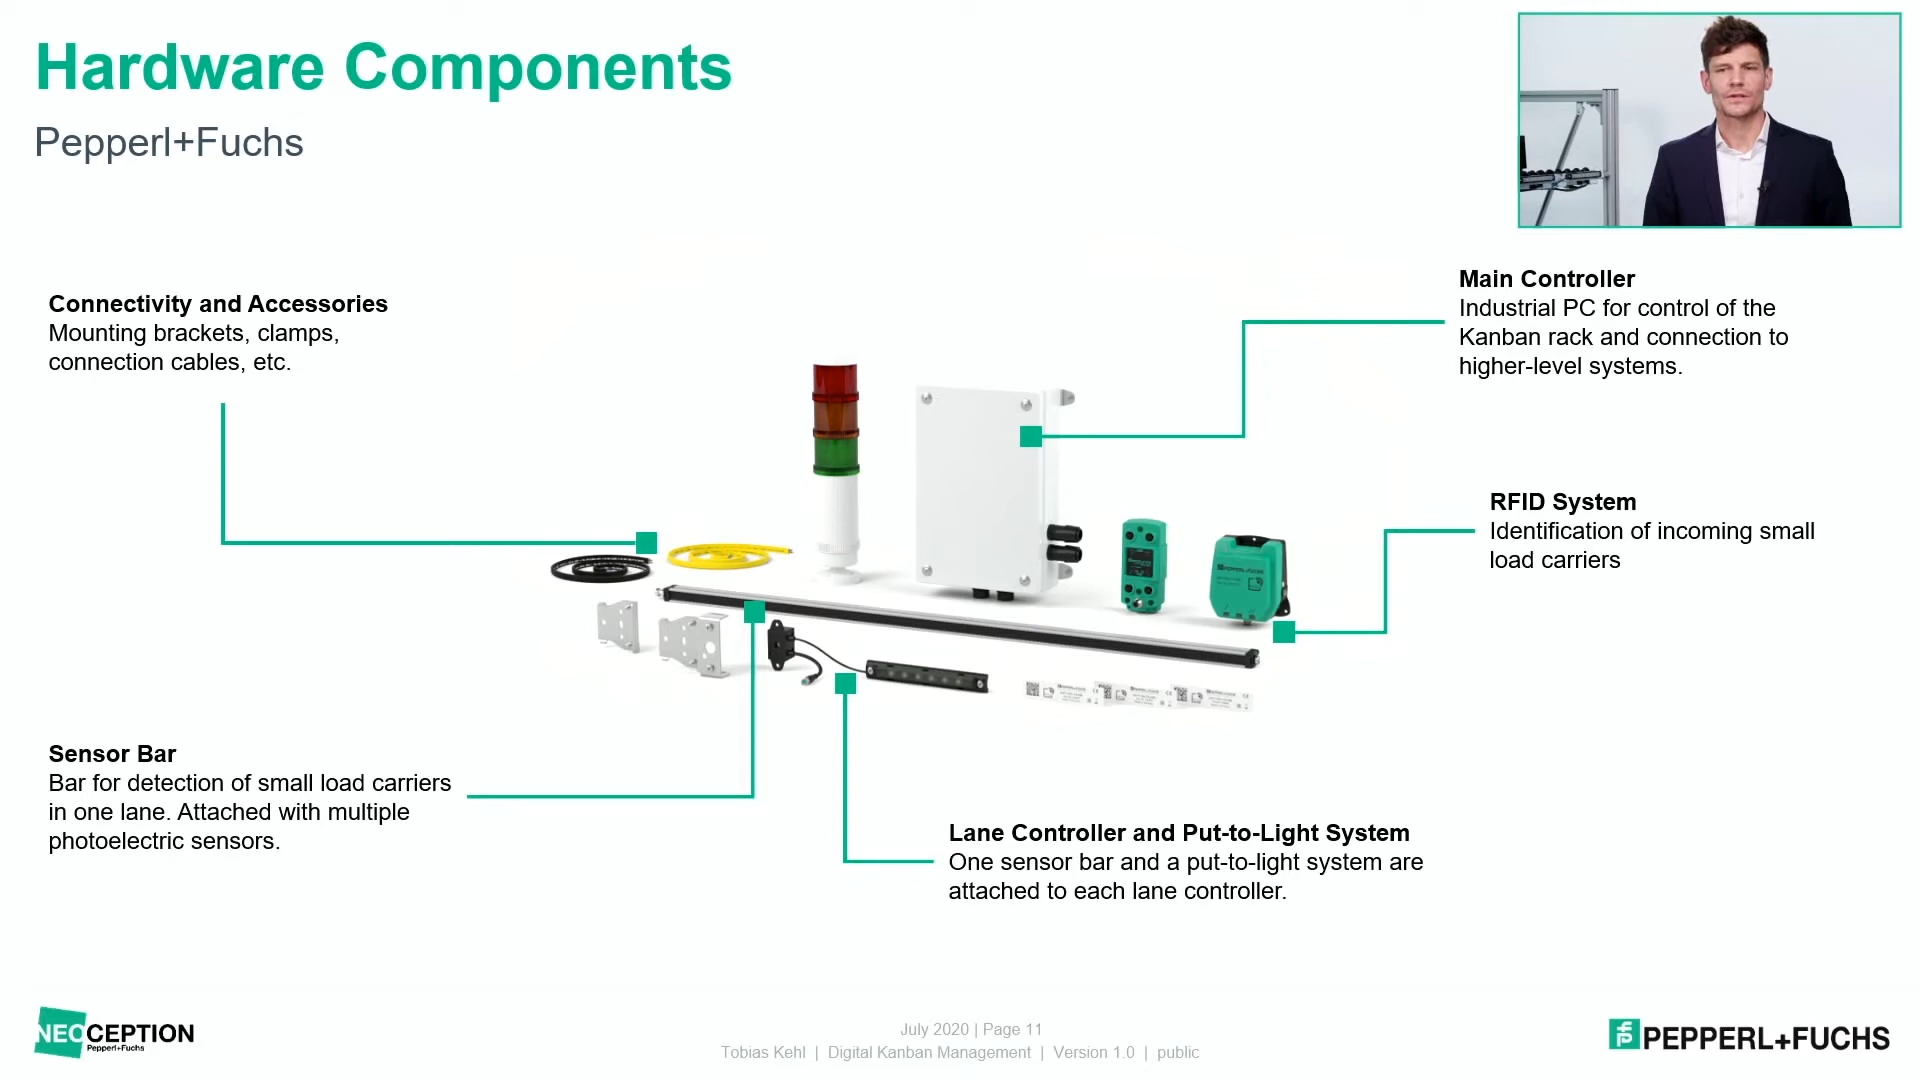 Hardware Components
Pepperl+Fuchs
Connectivity and Accessories
Mounting brackets, clamps,
connection cables, etc.
Main Controller
Industrial PC for control of the
Kanban rack and connection to
higher-level systems.
RFID System
Identification of incoming small
load carriers
PEPPERL+FUCHS
Sensor Bar
Bar for detection of small load carriers
in one lane. Attached with multiple
photoelectric sensors.
Lane Controller and Put-to-Light System
One sensor bar and a put-to-light system are
attached to each lane controller.
NEOCEPTION
Pepperl+Fuchs
July 2020 | Page 11
Tobias Kehl | Digital Kanban Management | Version 1.0 | public
PEPPERL+FUCHS